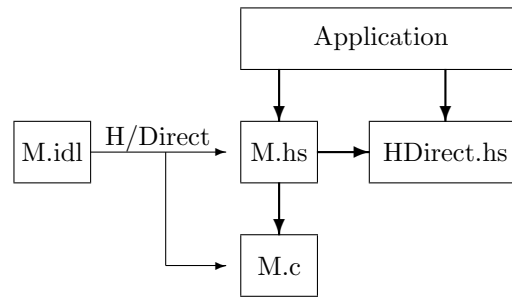 Application
H/Direct
M.idl
M.hs
HDirect.hs
M.c